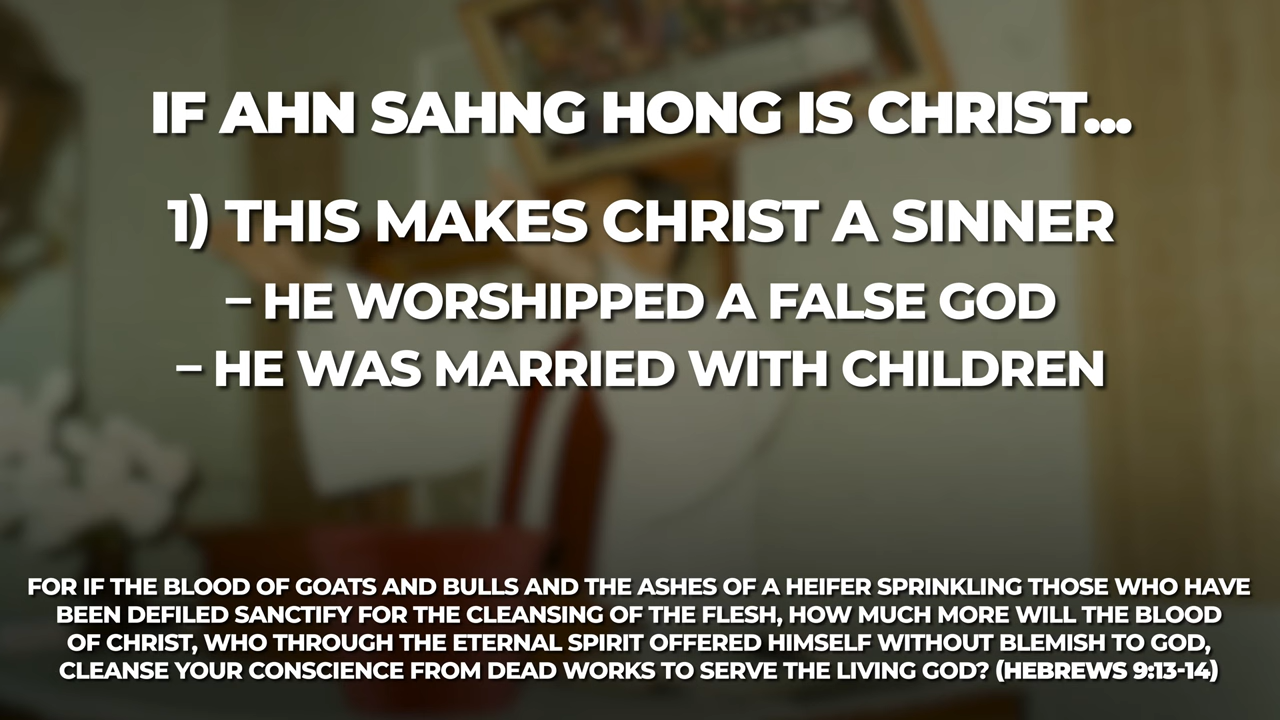 IF AHN SAHNG HONG IS CHRIST...
1) THIS MAKES CHRIST A SINNER
– HE WORSHIPPED A FALSE GOD
– HE WAS MARRIED WITH CHILDREN
FOR IF THE BLOOD OF GOATS AND BULLS AND THE ASHES OF A HEIFER SPRINKLING THOSE WHO HAVE
BEEN DEFILED SANCTIFY FOR THE CLEANSING OF THE FLESH, HOW MUCH MORE WILL THE BLOOD
OF CHRIST, WHO THROUGH THE ETERNAL SPIRIT OFFERED HIMSELF WITHOUT BLEMISH TO GOD,
CLEANSE YOUR CONSCIENCE FROM DEAD WORKS TO SERVE THE LIVING GOD? (HEBREWS 9:13-14)